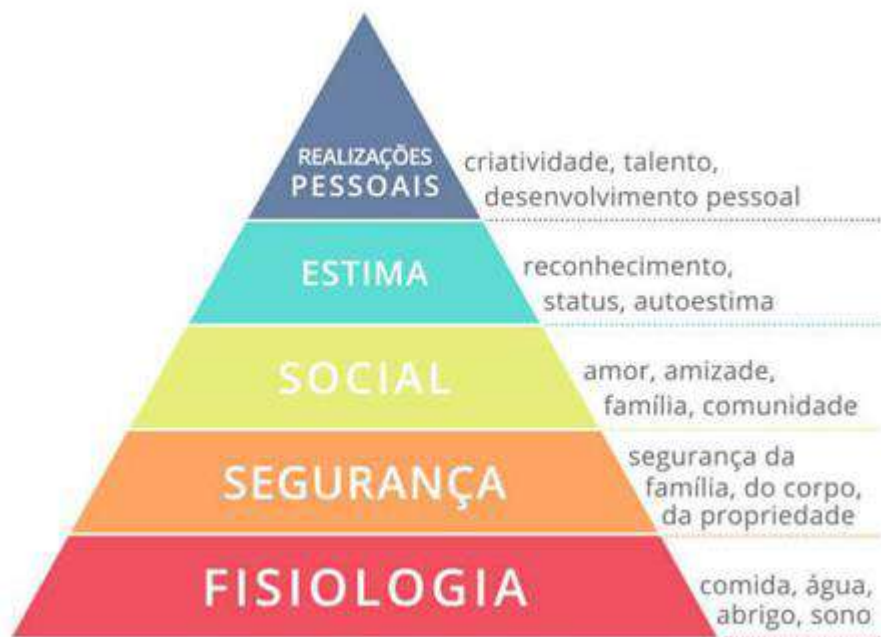 REALIZAÇÕES
PESSOAIS
criatividade, talento,
desenvolvimento pessoal
ESTIMA
reconhecimento,
status, autoestima
SOCIAL
amor, amizade,
família, comunidade
SEGURANÇA
segurança da
família, do corpo,
da propriedade
FISIOLOGIA
comida, água,
abrigo, sono